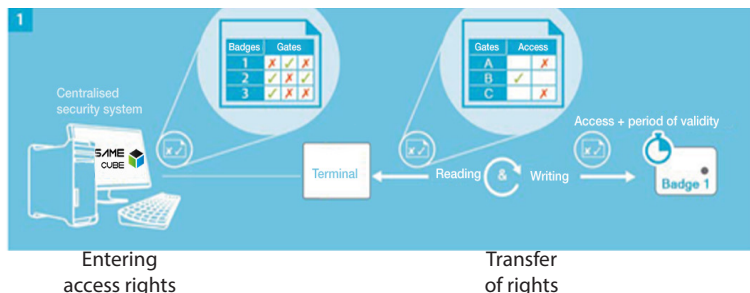 1
Badges Gates
1 ✗ ✓ ✗
2 ✓ ✗ ✓
3 ✓ ✗ ✗
Gates Access
A ✗
B ✓
C ✗
Centralised
security system
SAME
CUBE
Access + period of validity
Terminal
Reading & Writing
Badge 1
Entering
access rights
Transfer
of rights